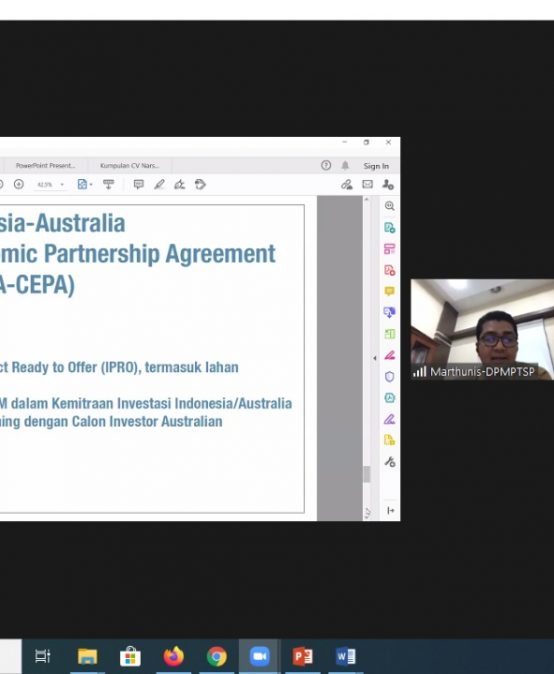 PowerPoint Present...
Kumpulan CV Nars...
Sign In
42,5%
sia-Australia
mic Partnership Agreement
A-CEPA)
ct Ready to Offer (IPRO), termasuk lahan
M dalam Kemitraan Investasi Indonesia/Australia
ning dengan Calon Investor Australian
Marthunis-DPMPTSP